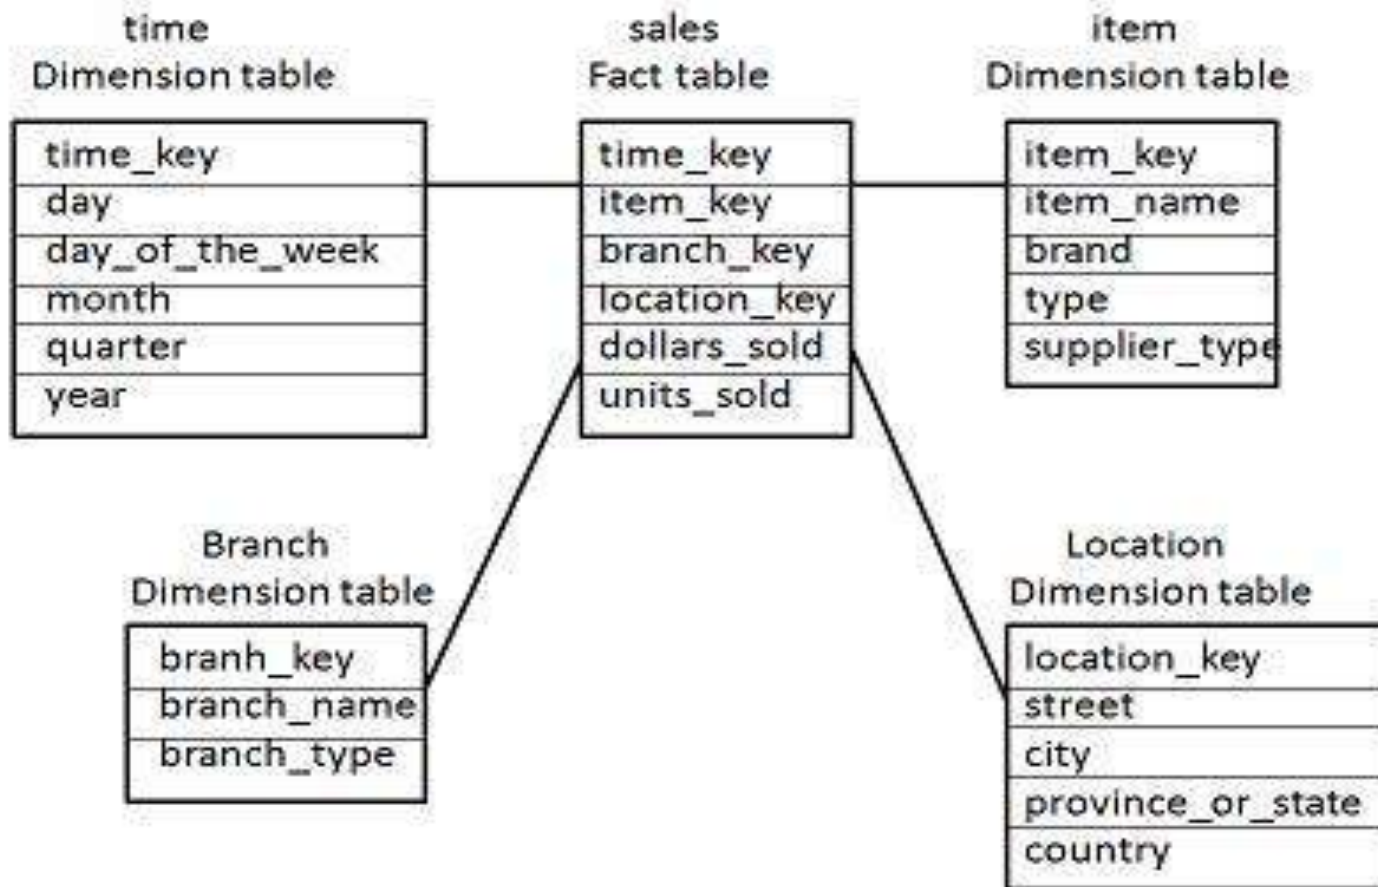 time
Dimension table
time_key
day
day_of_the_week
month
quarter
year
sales
Fact table
time_key
item_key
branch_key
location_key
dollars_sold
units_sold
item
Dimension table
item_key
item_name
brand
type
supplier_type
Branch
Dimension table
branh_key
branch_name
branch_type
Location
Dimension table
location_key
street
city
province_or_state
country